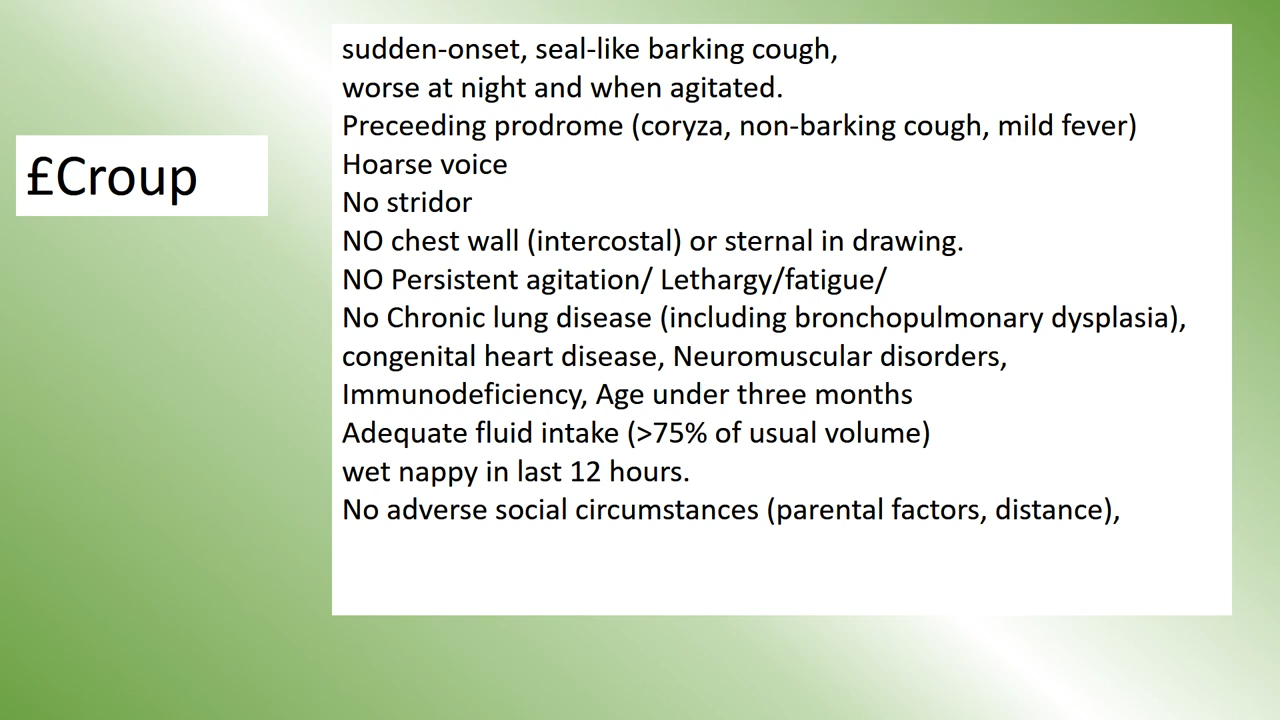 £Croup
sudden-onset, seal-like barking cough,
worse at night and when agitated.
Preceeding prodrome (coryza, non-barking cough, mild fever)
Hoarse voice
No stridor
NO chest wall (intercostal) or sternal in drawing.
NO Persistent agitation/ Lethargy/fatigue/
No Chronic lung disease (including bronchopulmonary dysplasia),
congenital heart disease, Neuromuscular disorders,
Immunodeficiency, Age under three months
Adequate fluid intake (>75% of usual volume)
wet nappy in last 12 hours.
No adverse social circumstances (parental factors, distance),